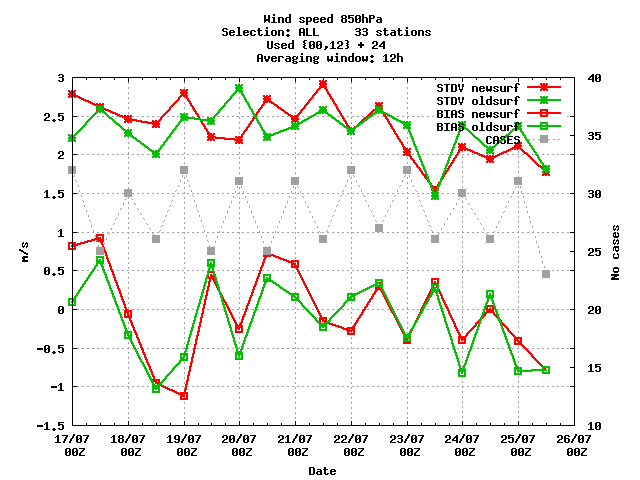 Wind speed 850hPa
Selection: ALL     33 stations
Used {00,12} + 24
Averaging window: 12h
STDV newsurf
STDV oldsurf
BIAS newsurf
BIAS oldsurf
CASES
3
2.5
2
1.5
1
0.5
0
-0.5
-1
-1.5
m/s
40
35
30
25
20
15
10
No cases
17/07 18/07 19/07 20/07 21/07 22/07 23/07 24/07 25/07 26/07
00Z 00Z 00Z 00Z 00Z 00Z 00Z 00Z 00Z 00Z
Date